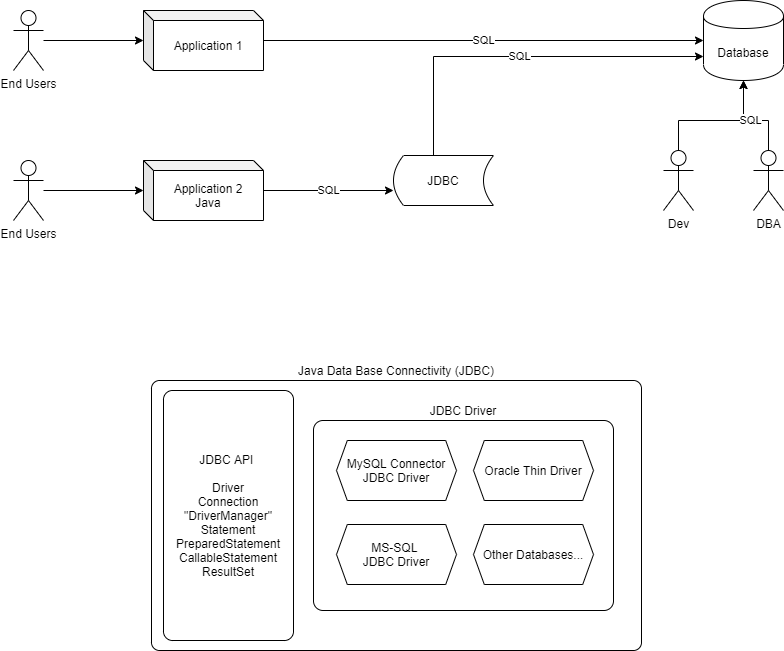 Application 1
SQL
SQL
Database
End Users
Application 2
Java
SQL
JDBC
SQL
End Users
Dev
DBA
Java Data Base Connectivity (JDBC)
JDBC API
Driver
Connection
"DriverManager"
Statement
PreparedStatement
CallableStatement
ResultSet
JDBC Driver
MySQL Connector
JDBC Driver
Oracle Thin Driver
MS-SQL
JDBC Driver
Other Databases...